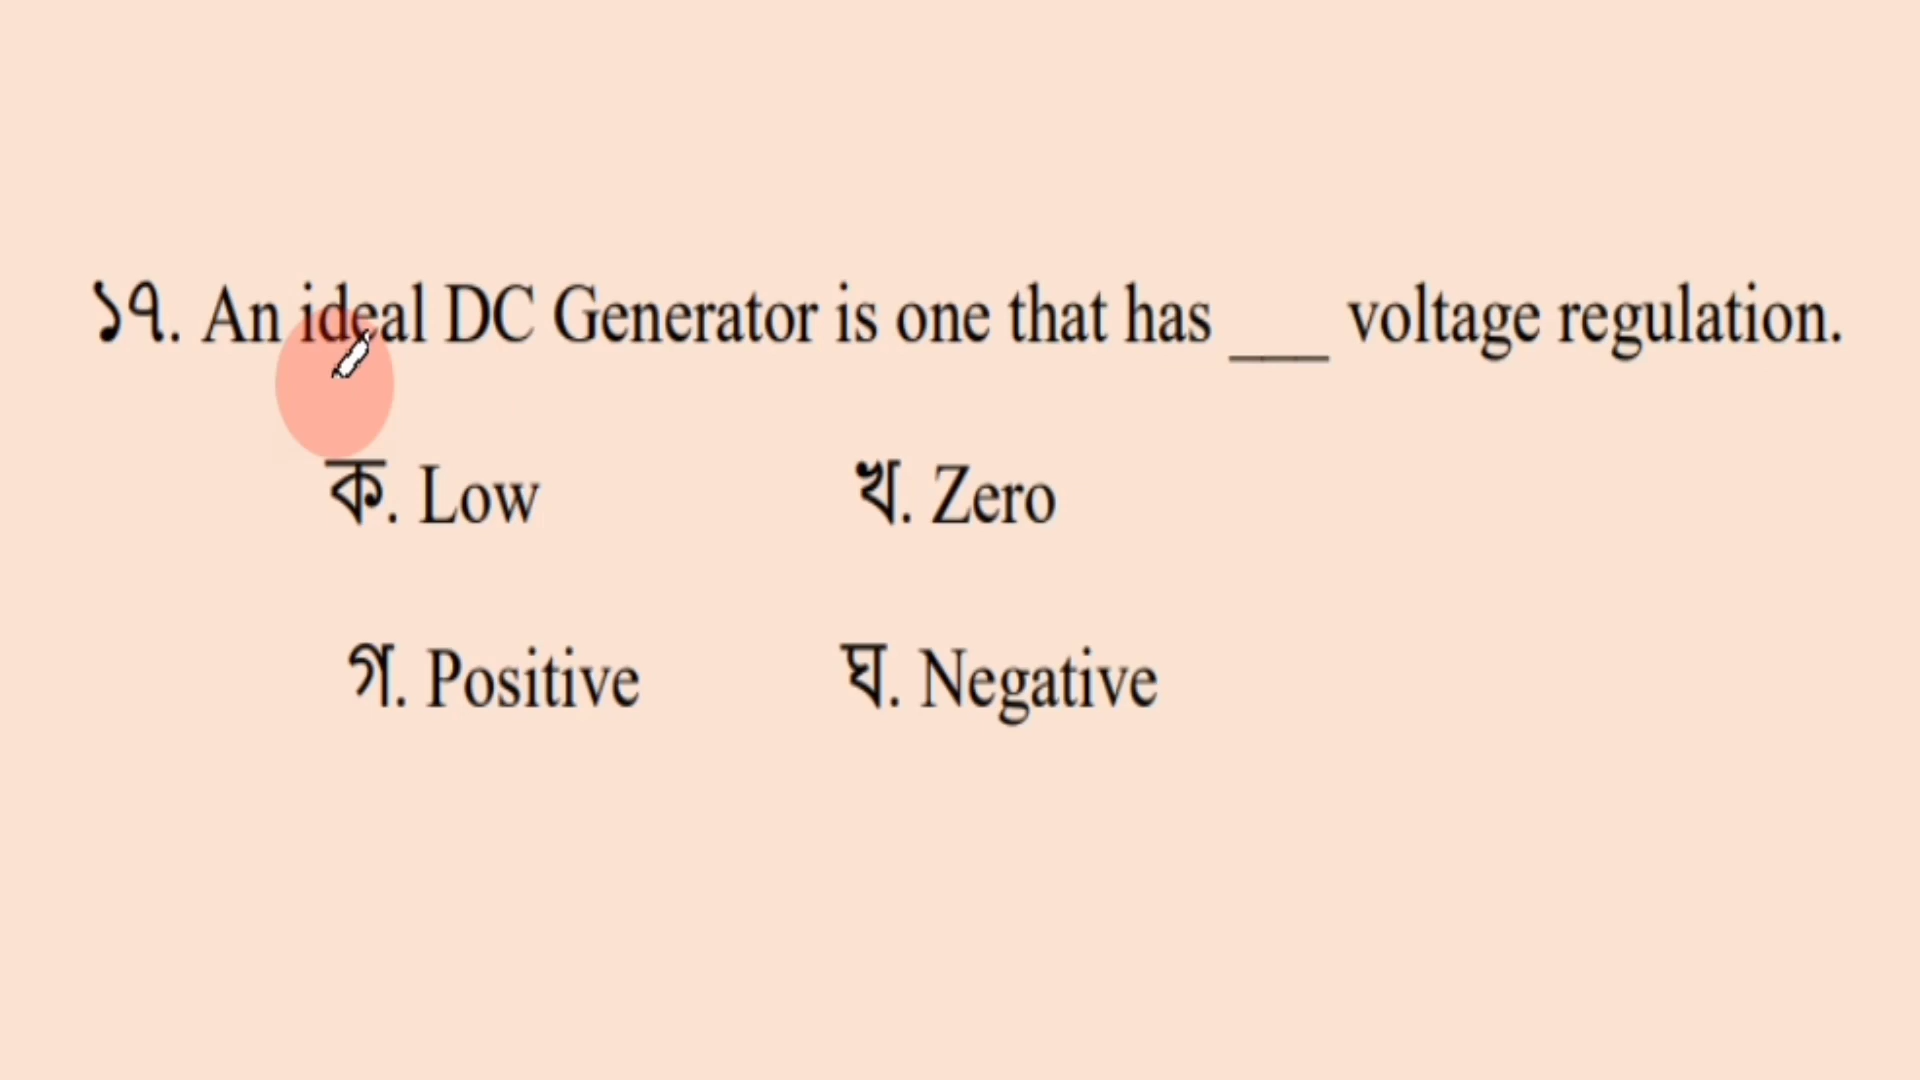 ১৭. An ideal DC Generator is one that has ___ voltage regulation.
ক. Low খ. Zero
গ. Positive ঘ. Negative